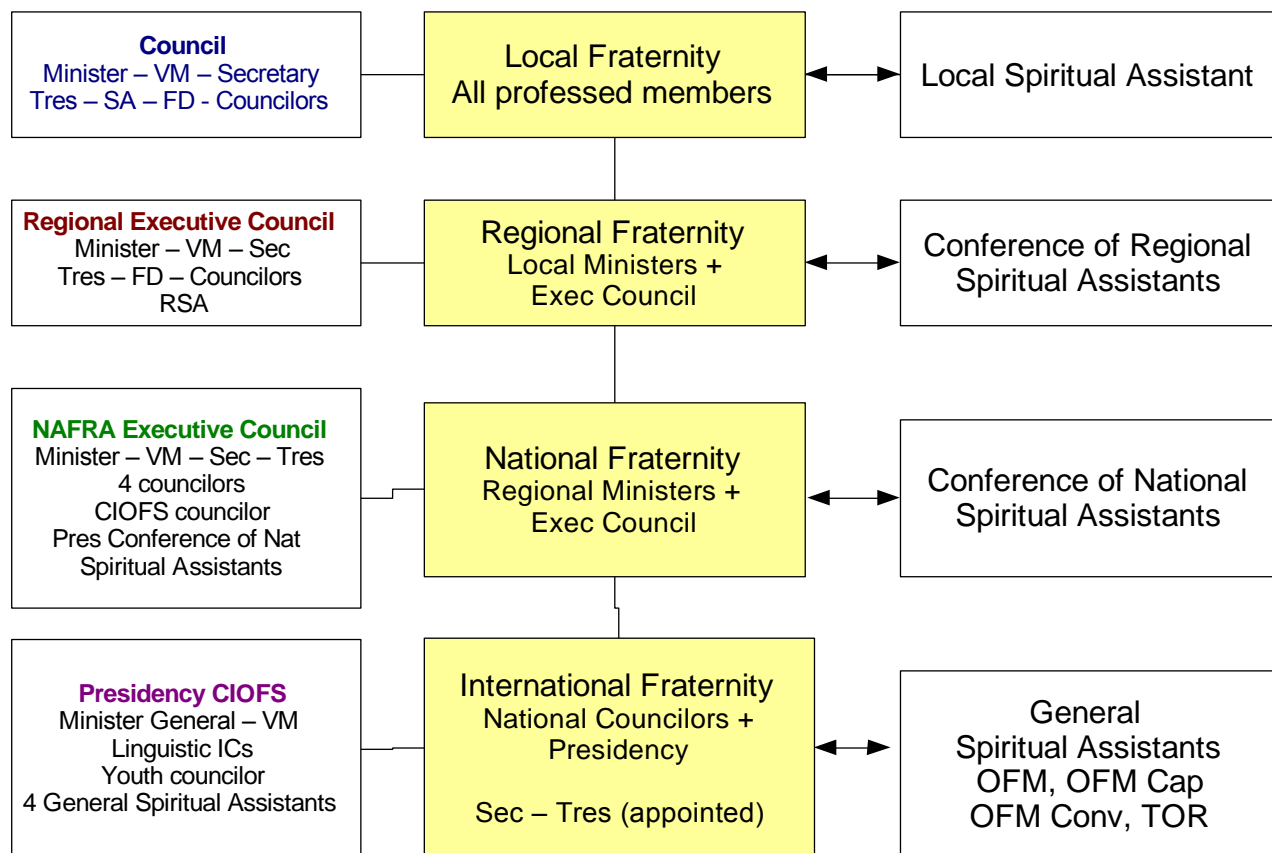 Council
Minister – VM – Secretary
Tres – SA – FD - Councilors
Local Fraternity
All professed members
Local Spiritual Assistant
Regional Executive Council
Minister – VM – Sec
Tres – FD – Councilors
RSA
Regional Fraternity
Local Ministers +
Exec Council
Conference of Regional
Spiritual Assistants
NAFRA Executive Council
Minister – VM – Sec – Tres
4 councilors
CIOFS councilor
Pres Conference of Nat
Spiritual Assistants
National Fraternity
Regional Ministers +
Exec Council
Conference of National
Spiritual Assistants
Presidency CIOFS
Minister General – VM
Linguistic ICs
Youth councilor
4 General Spiritual Assistants
International Fraternity
National Councilors +
Presidency
Sec – Tres (appointed)
General
Spiritual Assistants
OFM, OFM Cap
OFM Conv, TOR